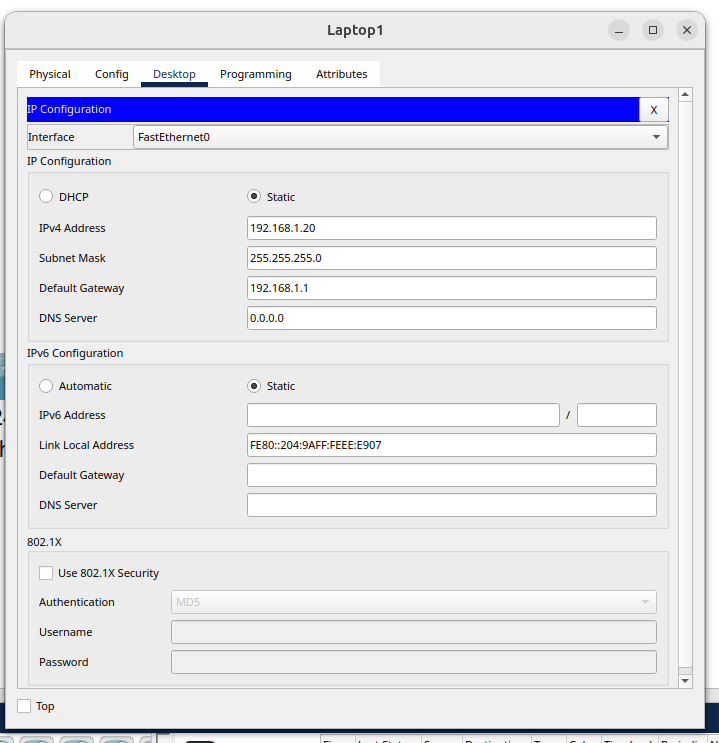 Laptop1
Physical Config Desktop Programming Attributes
IP Configuration X
Interface FastEthernet0
IP Configuration
DHCP Static
IPv4 Address 192.168.1.20
Subnet Mask 255.255.255.0
Default Gateway 192.168.1.1
DNS Server 0.0.0.0
IPv6 Configuration
Automatic Static
IPv6 Address /
Link Local Address FE80::204:9AFF:FEEE:E907
Default Gateway
DNS Server
802.1X
Use 802.1X Security
Authentication MD5
Username
Password
Top